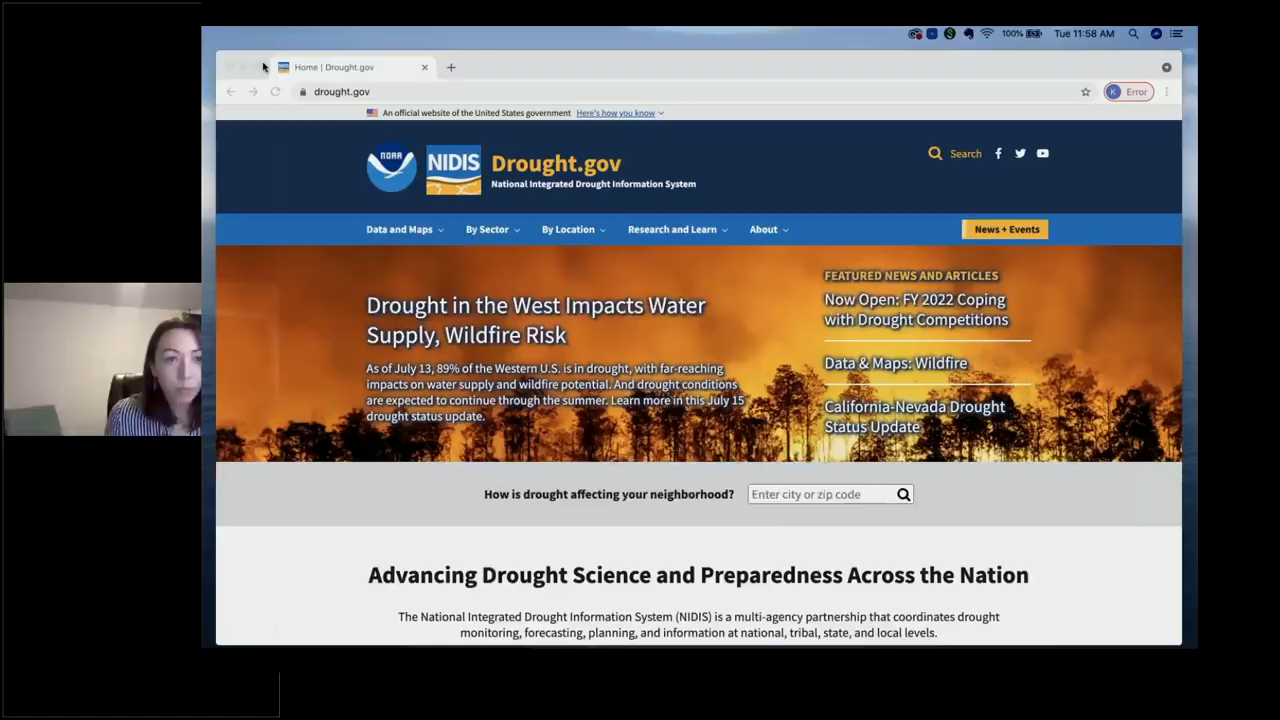 100%
Tue 11:58 AM
Home | Drought.gov
drought.gov
K
Error
An official website of the United States government Here's how you know
NOAA
NIDIS
Drought.gov
National Integrated Drought Information System
Search
Data and Maps
By Sector
By Location
Research and Learn
About
News + Events
Drought in the West Impacts Water
Supply, Wildfire Risk
As of July 13, 89% of the Western U.S. is in drought, with far-reaching
impacts on water supply and wildfire potential. And drought conditions
are expected to continue through the summer. Learn more in this July 15
drought status update.
FEATURED NEWS AND ARTICLES
Now Open: FY 2022 Coping
with Drought Competitions
Data & Maps: Wildfire
California-Nevada Drought
Status Update
How is drought affecting your neighborhood?
Enter city or zip code
Advancing Drought Science and Preparedness Across the Nation
The National Integrated Drought Information System (NIDIS) is a multi-agency partnership that coordinates drought
monitoring, forecasting, planning, and information at national, tribal, state, and local levels.